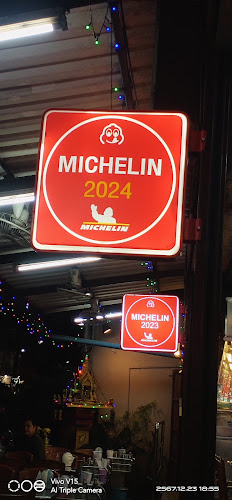 MICHELIN
2024
MICHELIN
MICHELIN
2023
Vivo V15
AI Triple Camera
2567.12.23 18:55